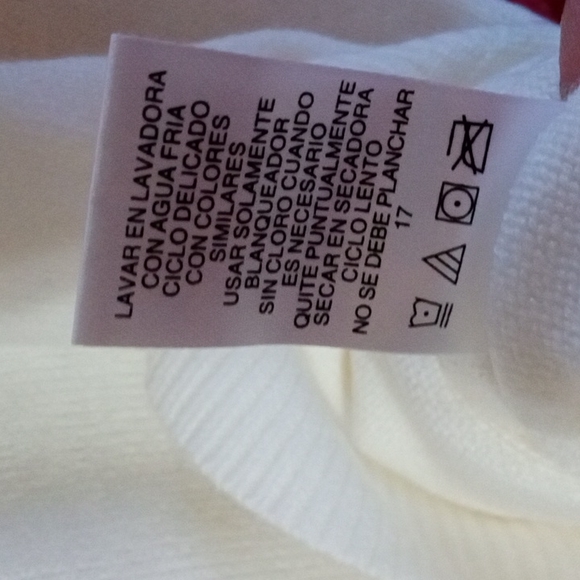 LAVAR EN LAVADORA
CON AGUA FRIA
CICLO DELICADO
CON COLORES
SIMILARES
USAR SOLAMENTE
BLANQUEADOR
SIN CLORO CUANDO
ES NECESARIO
QUITE PUNTUALMENTE
SECAR EN SECADORA
CICLO LENTO
NO SE DEBE PLANCHAR
17